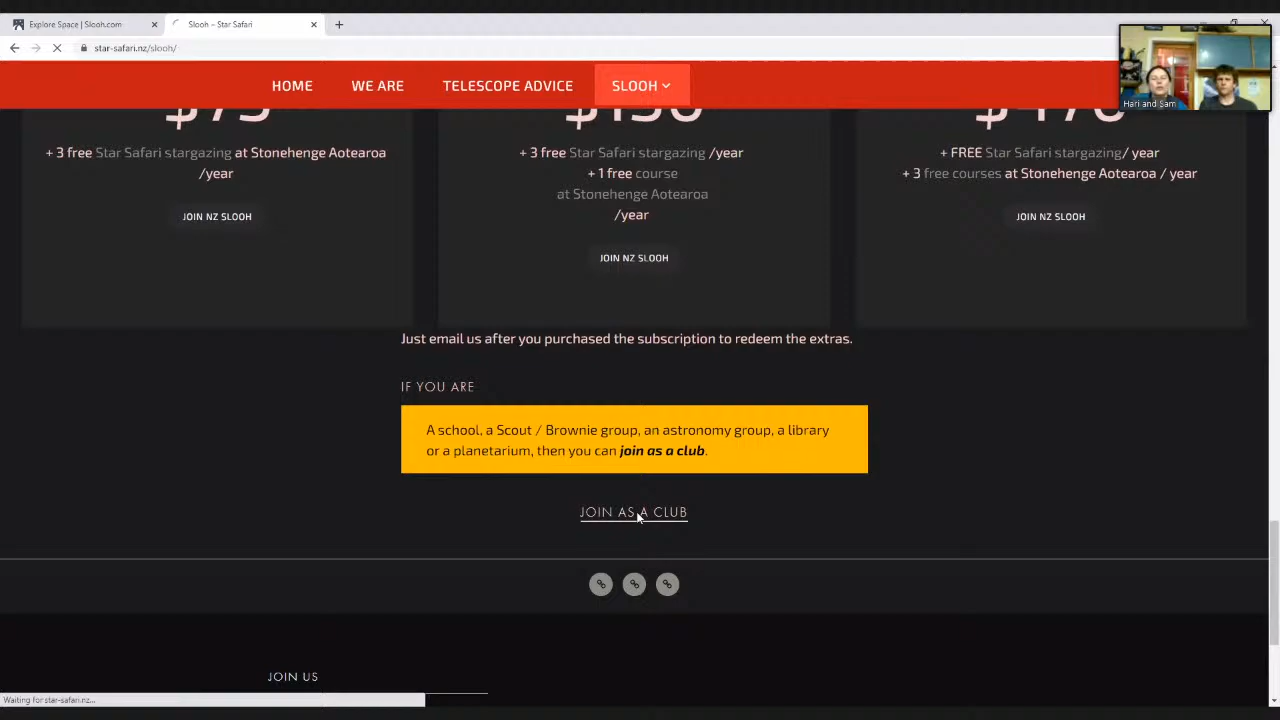 Explore Space | Slooh.com
Slooh – Star Safari
star-safari.nz/slooh/
HOME
WE ARE
TELESCOPE ADVICE
SLOOH
Hari and Sam
+ 3 free Star Safari stargazing at Stonehenge Aotearoa
/year
JOIN NZ SLOOH
+ 3 free Star Safari stargazing /year
+ 1 free course
at Stonehenge Aotearoa
/year
JOIN NZ SLOOH
+ FREE Star Safari stargazing/ year
+ 3 free courses at Stonehenge Aotearoa / year
JOIN NZ SLOOH
Just email us after you purchased the subscription to redeem the extras.
IF YOU ARE
A school, a Scout / Brownie group, an astronomy group, a library
or a planetarium, then you can join as a club.
JOIN AS A CLUB
JOIN US
Waiting for star-safari.nz...